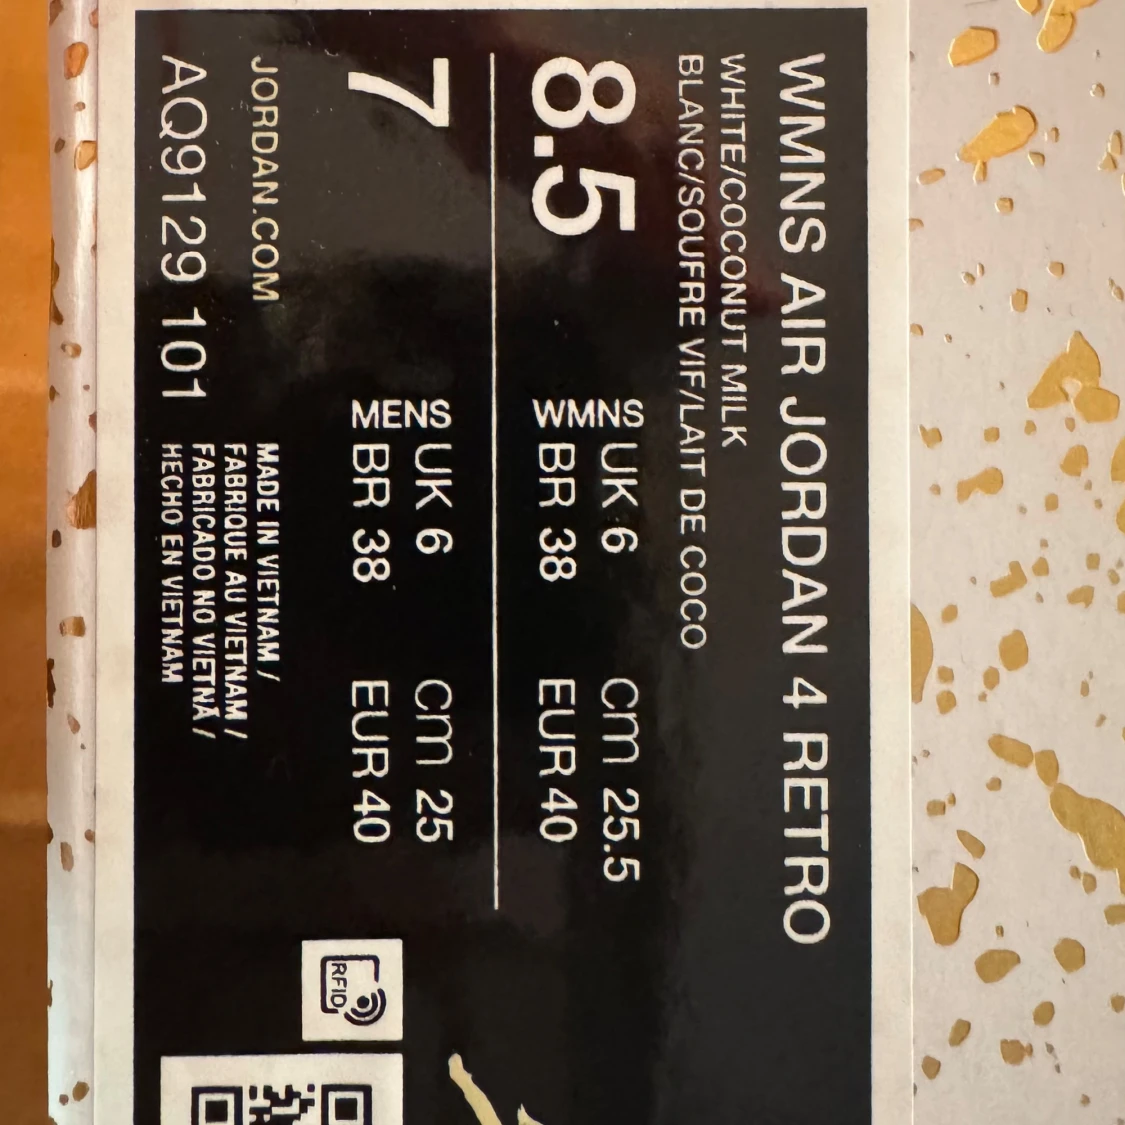 WMNS AIR JORDAN 4 RETRO
WHITE/COCONUT MILK
BLANC/SOUFRE VIF/LAIT DE COCO
8.5
WMNS
UK 6
Cm 25.5
BR 38
EUR 40
7
MENS
UK 6
Cm 25
BR 38
EUR 40
JORDAN.COM
AQ9129 101
MADE IN VIETNAM /
FABRIQUE AU VIETNAM /
FABRICADO NO VIETNÃ /
HECHO EN VIETNAM
RFID